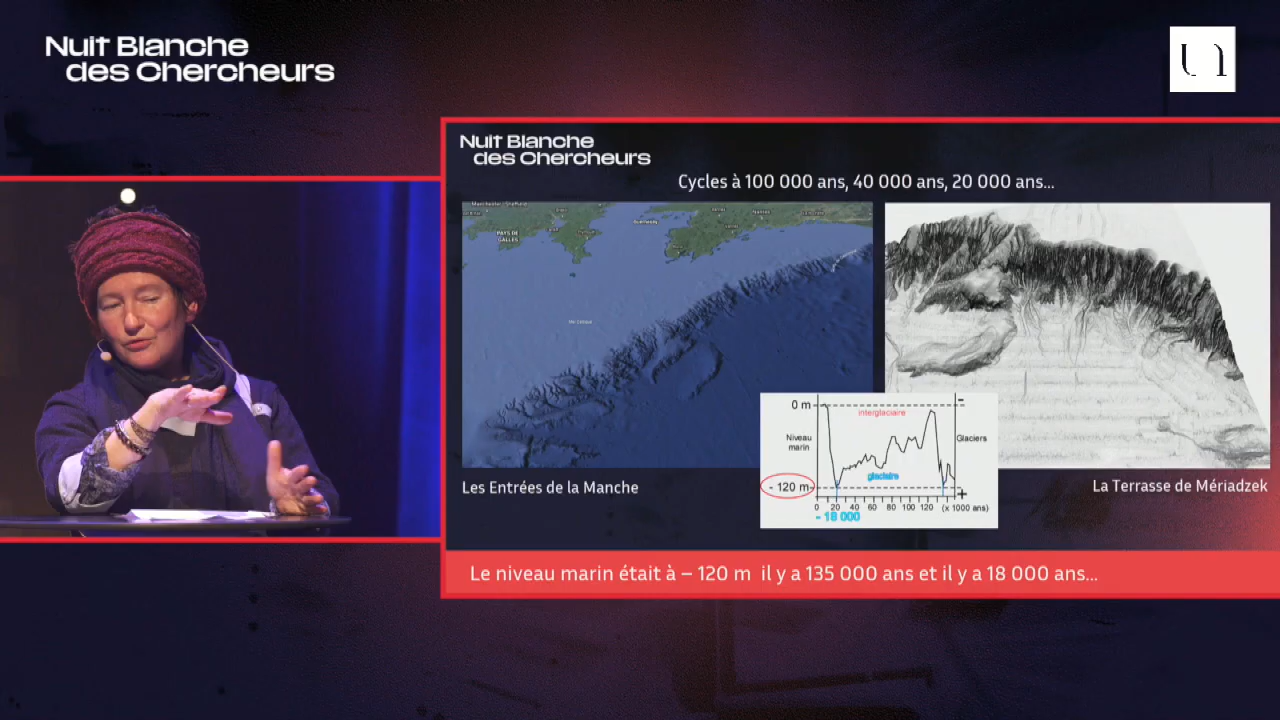 Nuit Blanche
des Chercheurs
Nuit Blanche
des Chercheurs
Cycles à 100 000 ans, 40 000 ans, 20 000 ans...
PAYS DE
GALLES
0 m
interglaciaire
-
Niveau
marin
Glaciers
glaciaire
- 120 m
+
0 20 40 60 80 100 120 (x 1000 ans)
- 18 000
Les Entrées de la Manche
La Terrasse de Mériadzek
Le niveau marin était à – 120 m il y a 135 000 ans et il y a 18 000 ans...